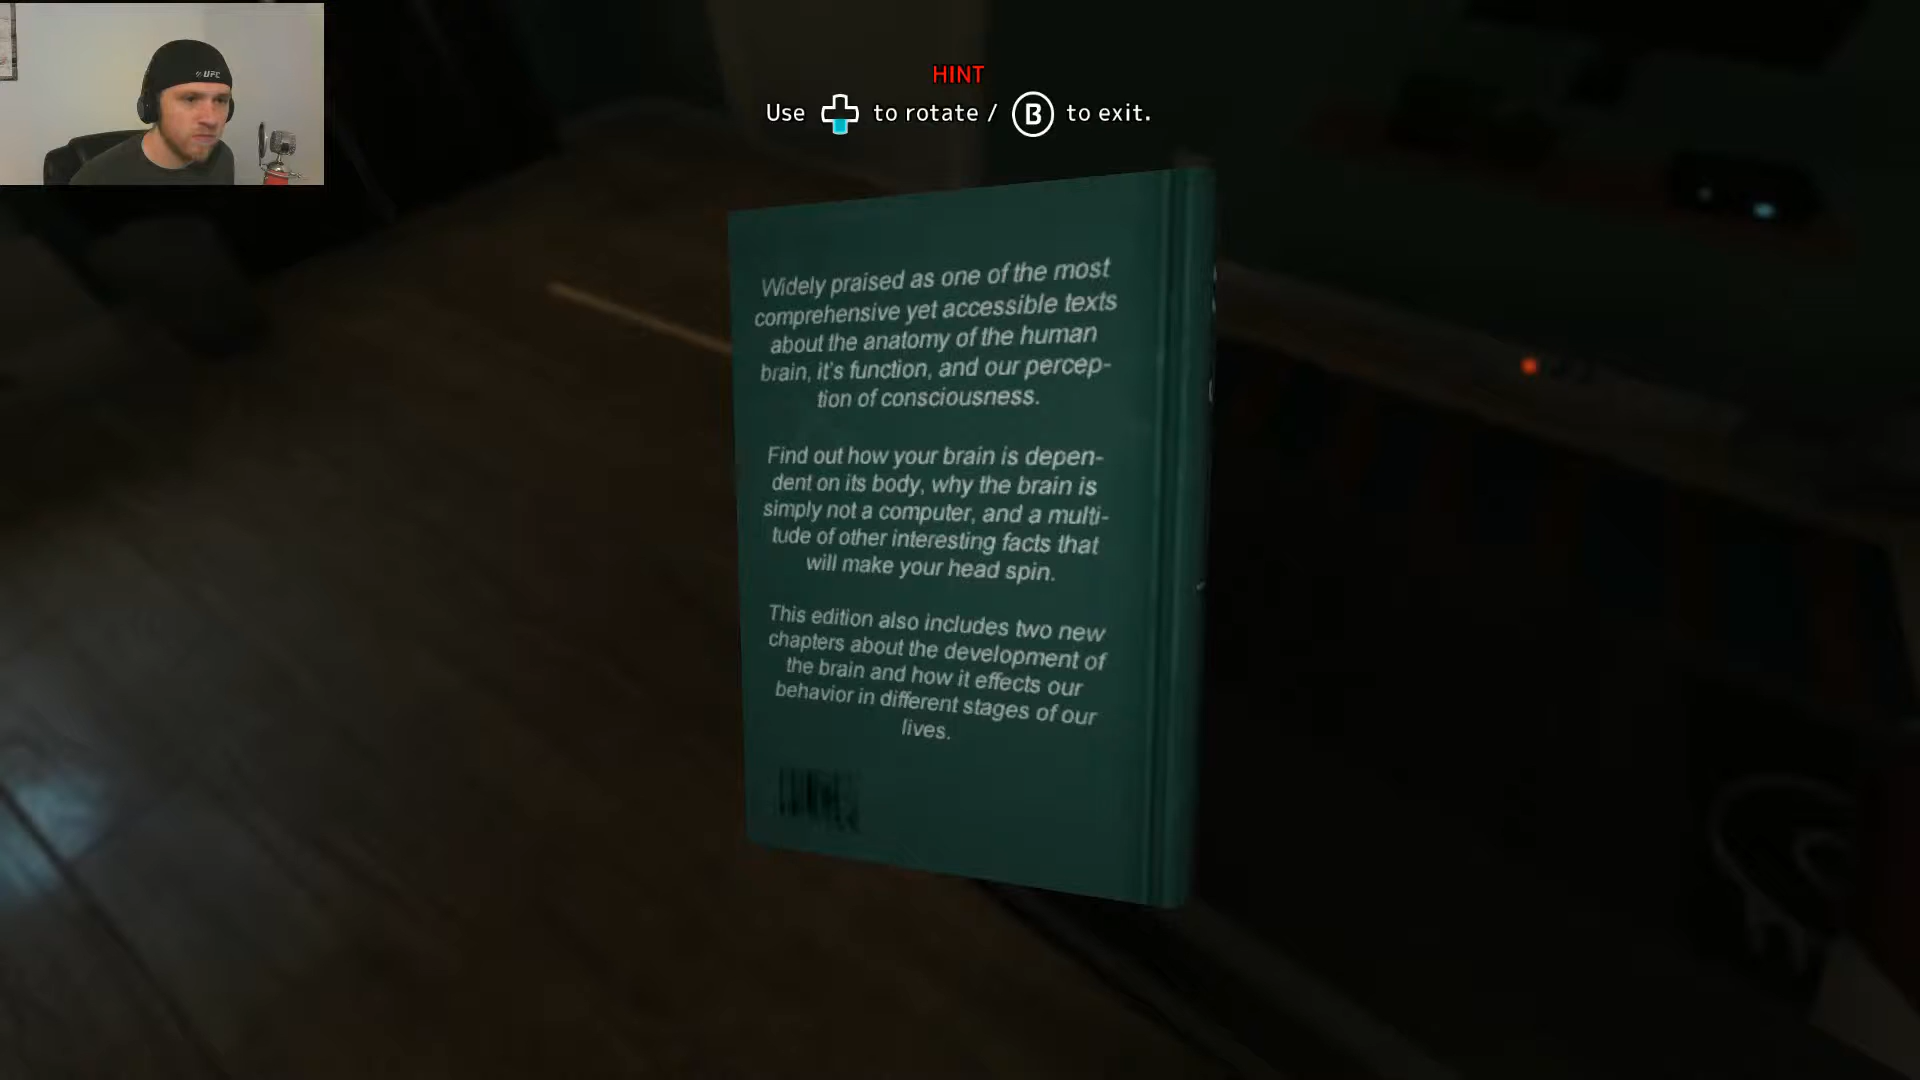 UFC
HINT
Use to rotate / B to exit.
Widely praised as one of the most
comprehensive yet accessible texts
about the anatomy of the human
brain, it's function, and our percep-
tion of consciousness.
Find out how your brain is depen-
dent on its body, why the brain is
simply not a computer, and a multi-
tude of other interesting facts that
will make your head spin.
This edition also includes two new
chapters about the development of
the brain and how it effects our
behavior in different stages of our
lives.